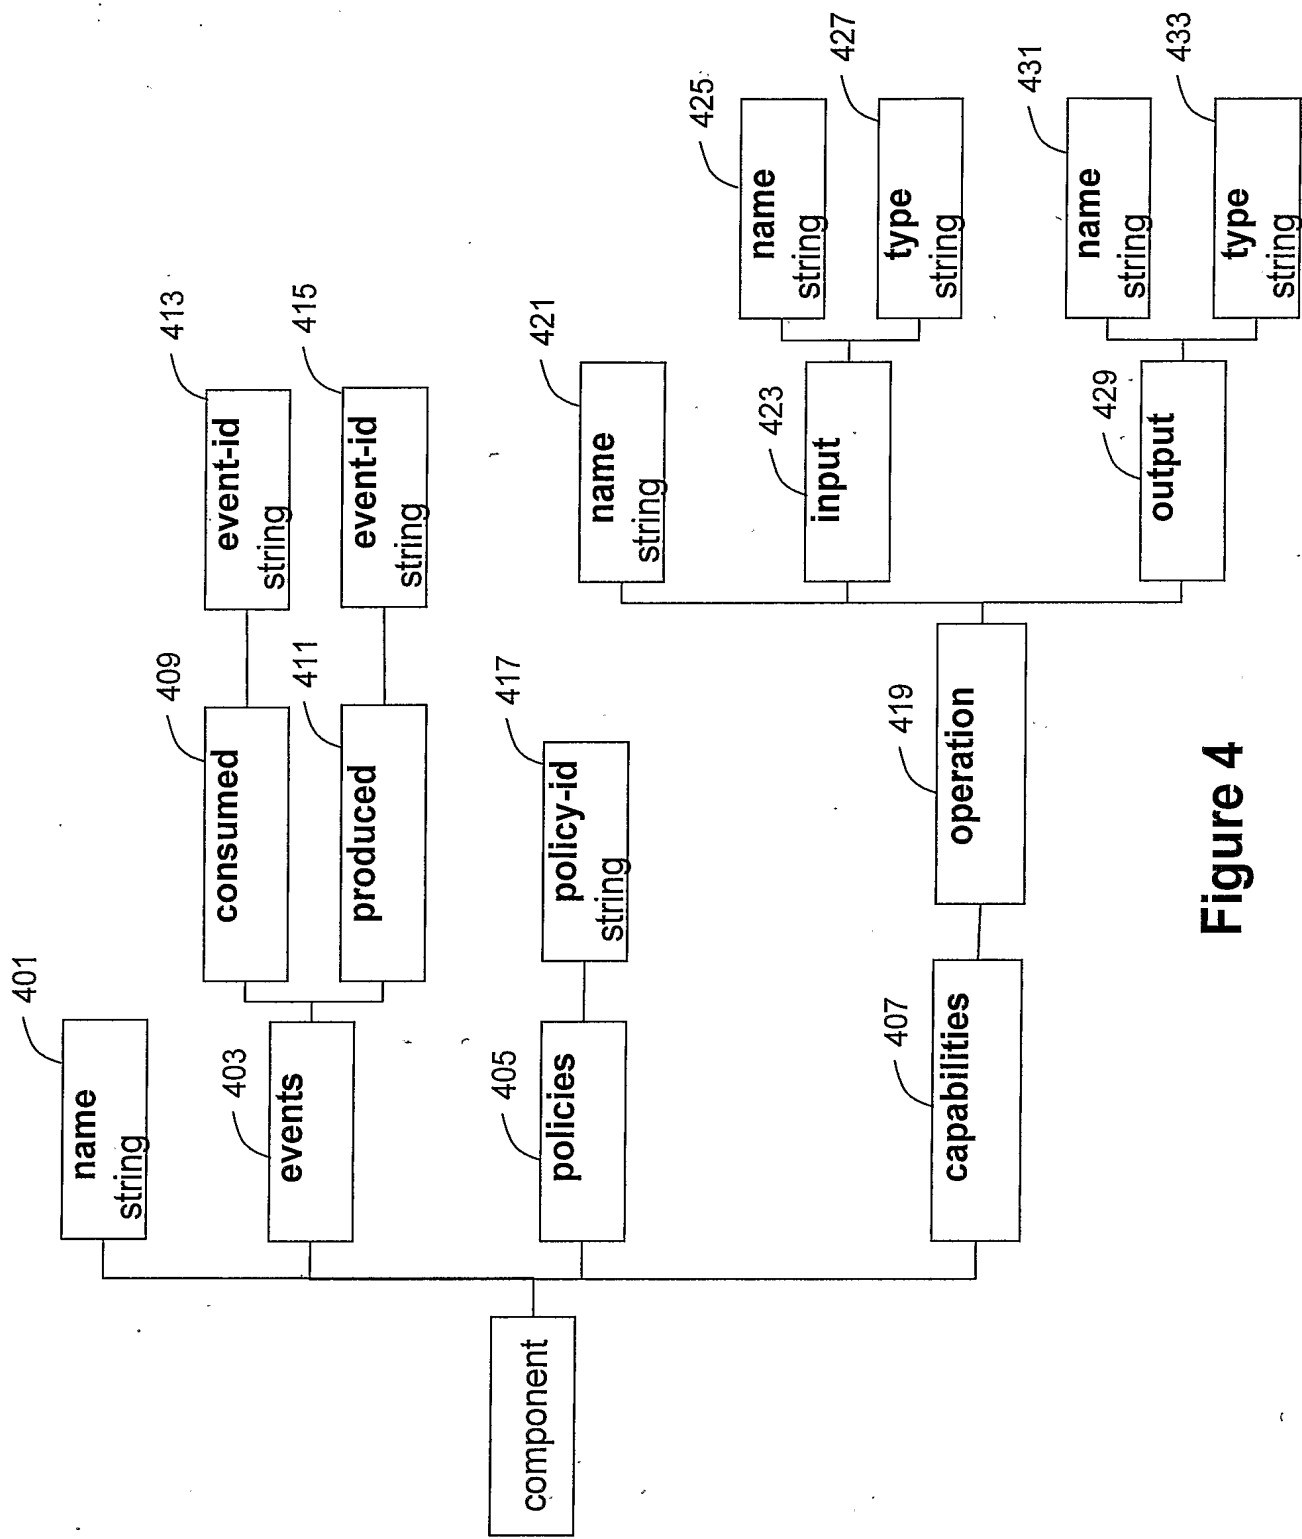 401
name
string
409
413
consumed
event-id
string
403
events
411
415
produced
event-id
string
component
405
417
policies
policy-id
string
421
name
string
425
name
string
423
input
427
type
string
407
419
capabilities
operation
431
name
string
429
output
433
type
string
Figure 4